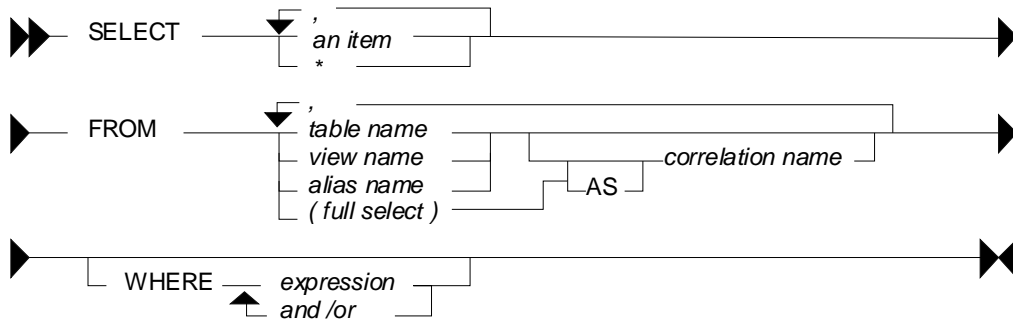 ,
SELECT an item
*
,
FROM table name
view name correlation name
alias name AS
( full select )
WHERE expression
and /or